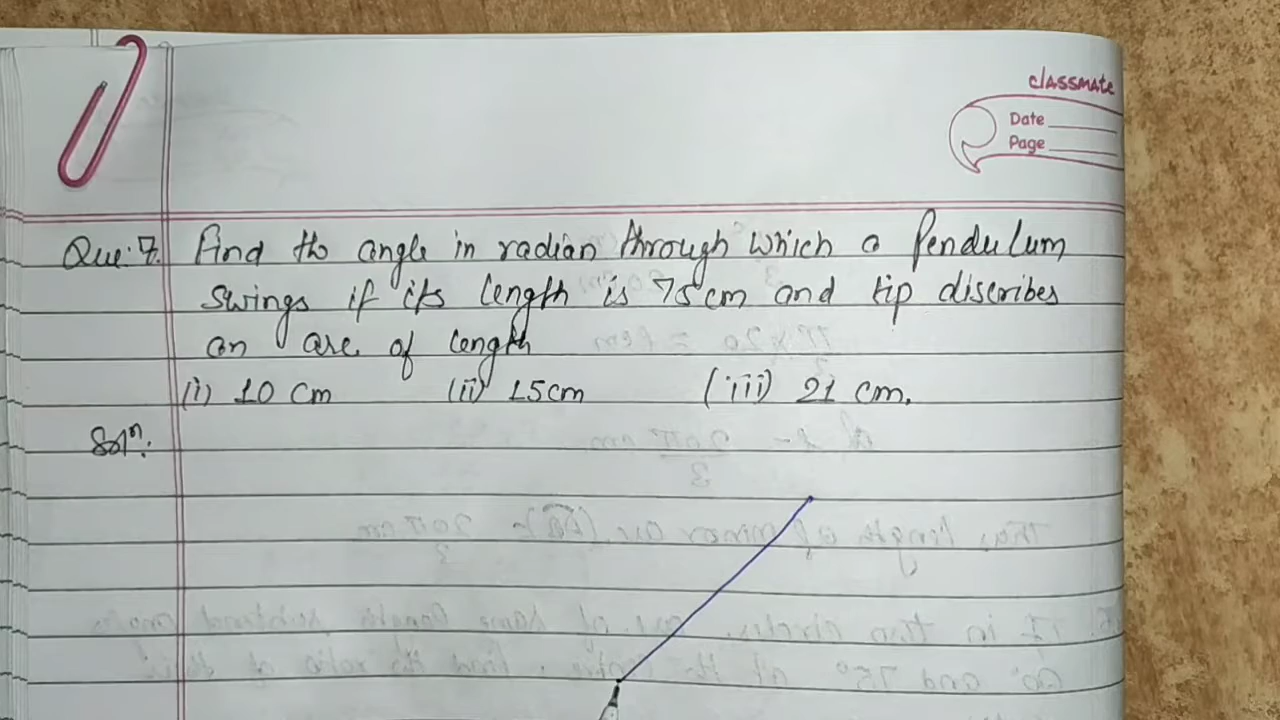 classmate
Date
Page
Que:7. Find the angle in radian through which a Pendulum
swings if its length is 75 cm and tip discribes
an arc of length
(i) 10 cm (ii) 15 cm (iii) 21 cm.
Solⁿ: